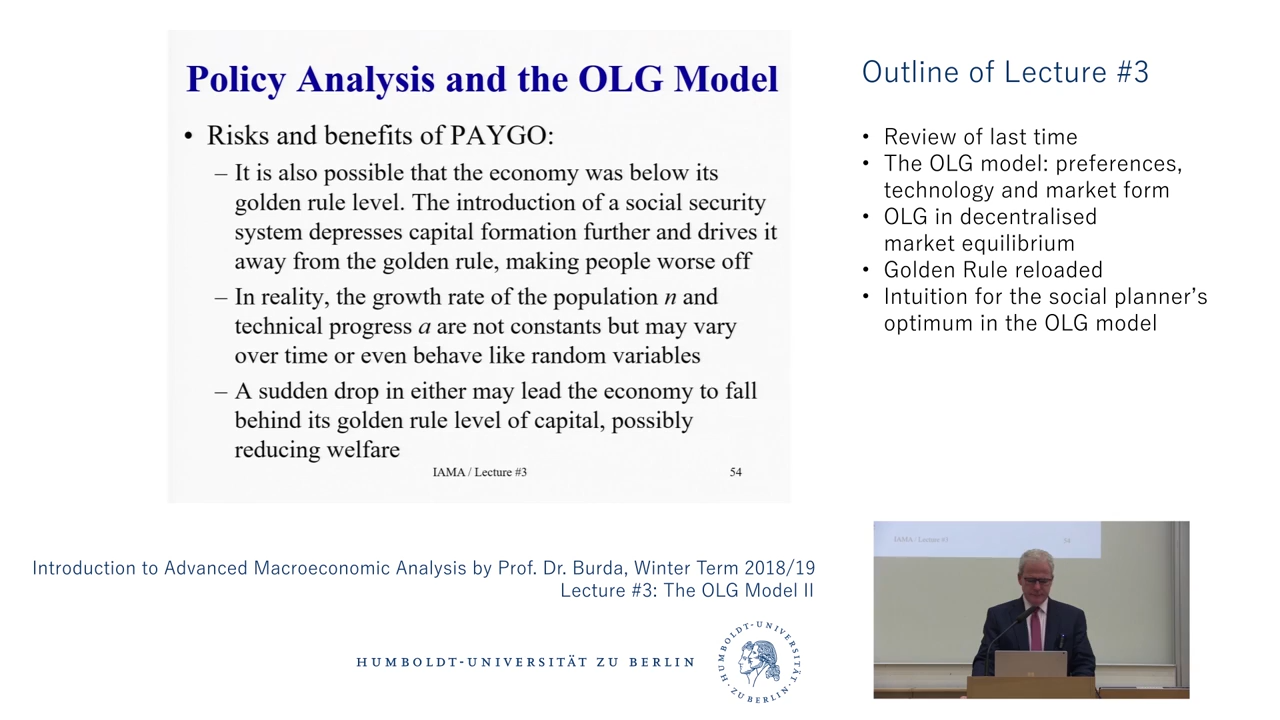 Policy Analysis and the OLG Model
• Risks and benefits of PAYGO:
– It is also possible that the economy was below its
golden rule level. The introduction of a social security
system depresses capital formation further and drives it
away from the golden rule, making people worse off
– In reality, the growth rate of the population n and
technical progress a are not constants but may vary
over time or even behave like random variables
– A sudden drop in either may lead the economy to fall
behind its golden rule level of capital, possibly
reducing welfare
IAMA / Lecture #3 54
Outline of Lecture #3
• Review of last time
• The OLG model: preferences,
technology and market form
• OLG in decentralised
market equilibrium
• Golden Rule reloaded
• Intuition for the social planner's
optimum in the OLG model
IAMA / Lecture #3 54
Introduction to Advanced Macroeconomic Analysis by Prof. Dr. Burda, Winter Term 2018/19
Lecture #3: The OLG Model II
HUMBOLDT-UNIVERSITÄT ZU BERLIN
HUMBOLDT-UNIVERSITÄT
ZU BERLIN